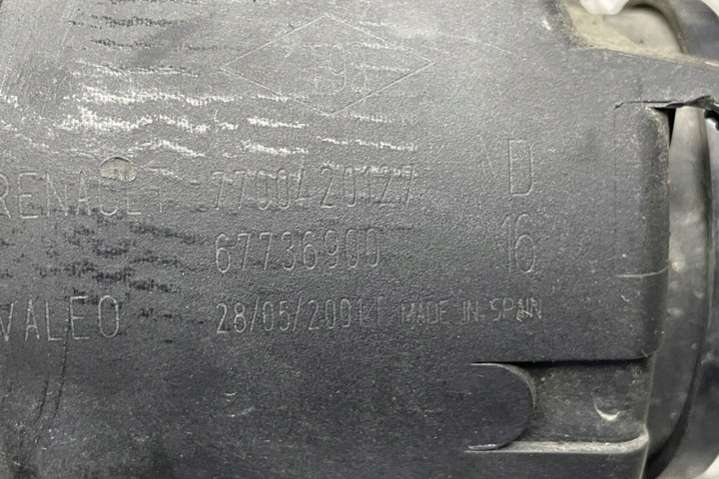 RENAULT 7700420127 D
67736900 16
VALEO 28/05/2001 MADE IN SPAIN